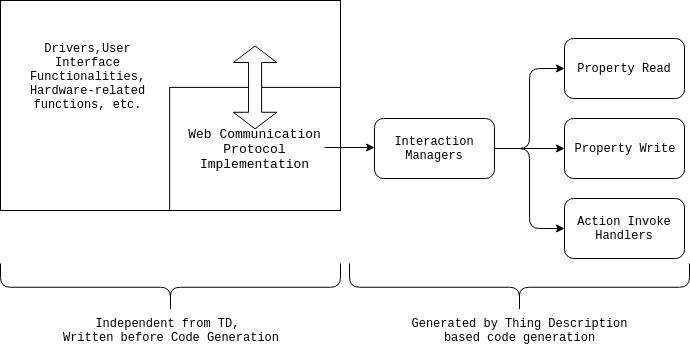 Drivers,User
Interface
Functionalities,
Hardware-related
functions, etc.
Web Communication
Protocol
Implementation
Interaction
Managers
Property Read
Property Write
Action Invoke
Handlers
Independent from TD,
Written before Code Generation
Generated by Thing Description
based code generation